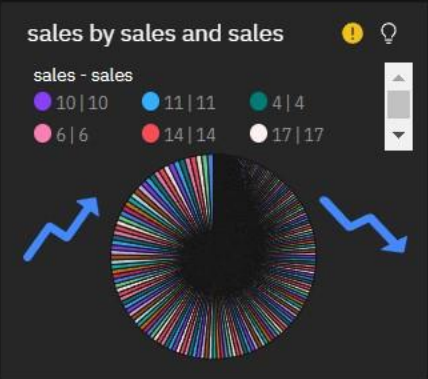 sales by sales and sales
sales - sales
10 | 10 11 | 11 4 | 4
6 | 6 14 | 14 17 | 17